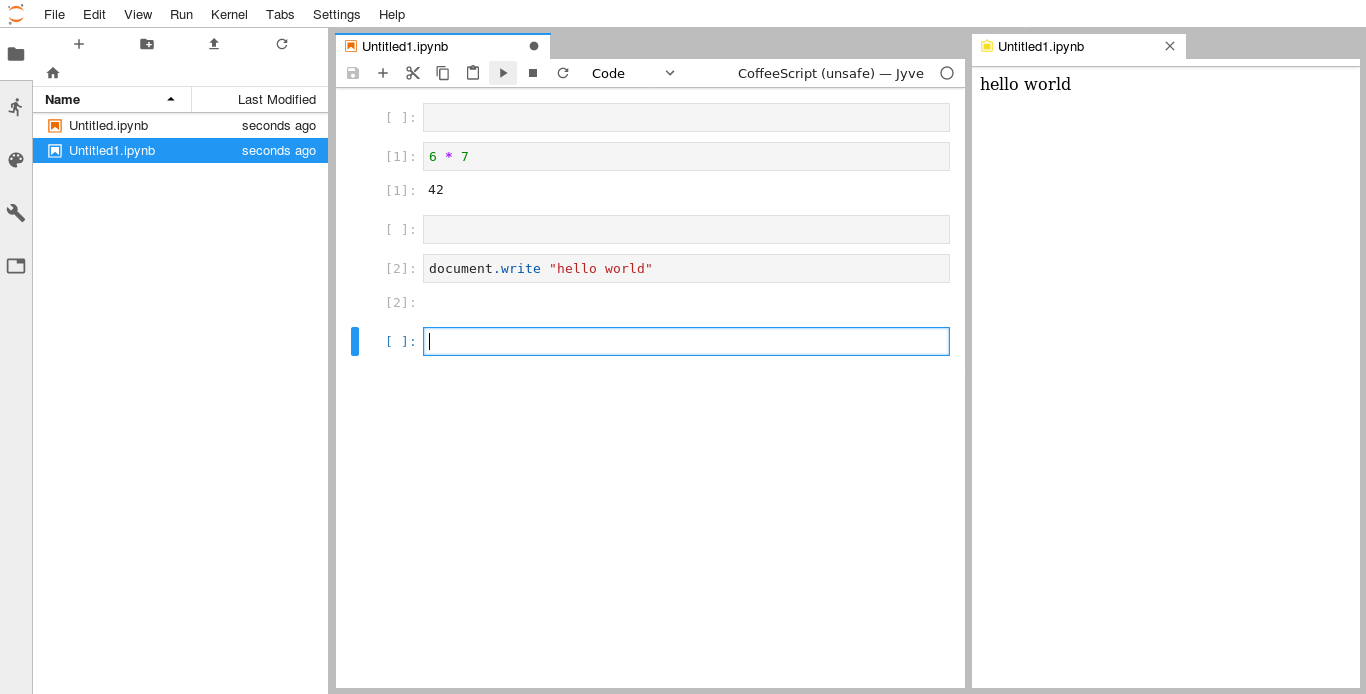 File Edit View Run Kernel Tabs Settings Help
Name Last Modified
Untitled.ipynb seconds ago
Untitled1.ipynb seconds ago
Untitled1.ipynb
Code CoffeeScript (unsafe) — Jyve
[ ]:
[1]: 6 * 7
[1]: 42
[ ]:
[2]: document.write "hello world"
[2]:
[ ]:
Untitled1.ipynb
hello world